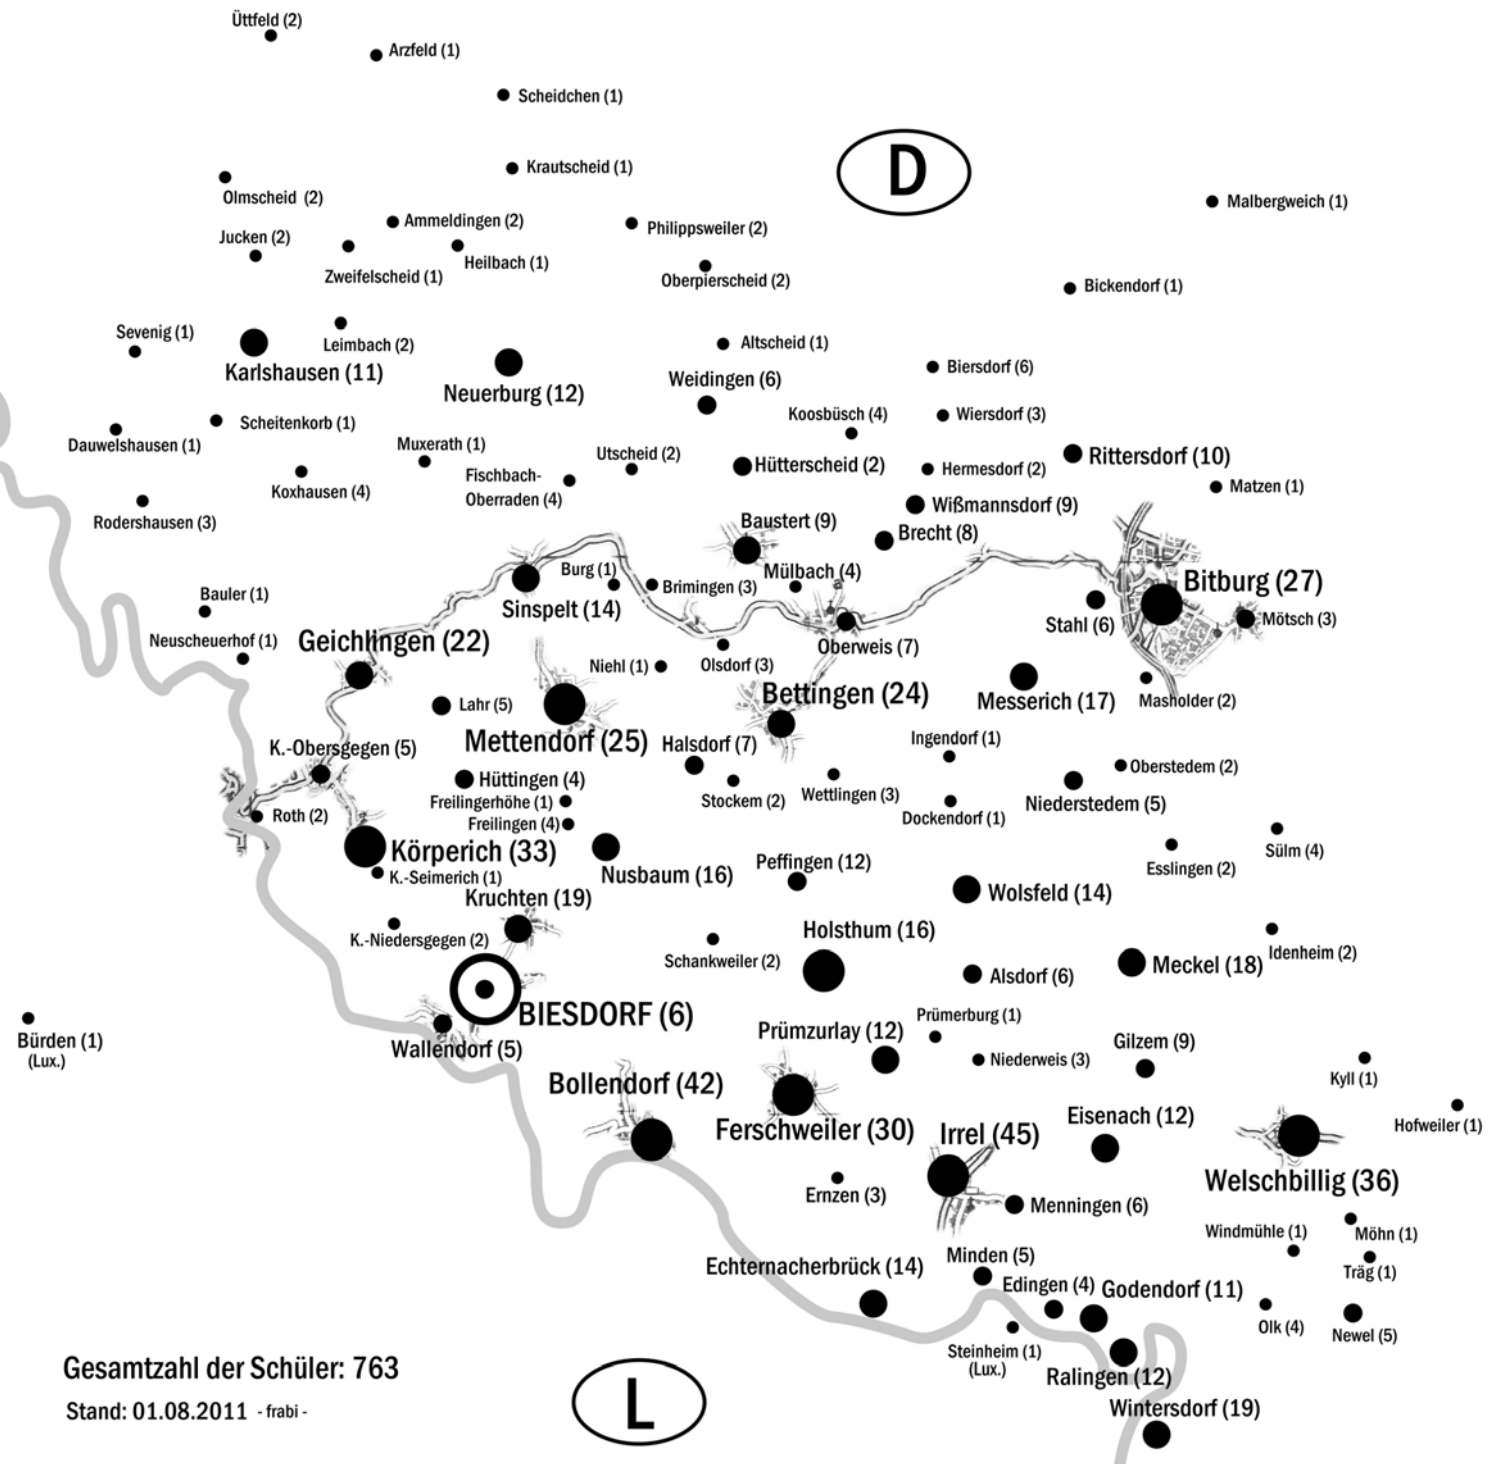 Üttfeld (2)
Arzfeld (1)
Scheidchen (1)
Krautscheid (1)
D
Olmscheid (2)
Malbergweich (1)
Ammeldingen (2)
Philippsweiler (2)
Jucken (2)
Heilbach (1)
Zweifelscheid (1)
Oberpierscheid (2)
Bickendorf (1)
Sevenig (1)
Leimbach (2)
Altscheid (1)
Karlshausen (11)
Biersdorf (6)
Weidingen (6)
Neuerburg (12)
Koosbüsch (4)
Wiersdorf (3)
Scheitenkorb (1)
Dauwelshausen (1)
Muxerath (1)
Utscheid (2)
Rittersdorf (10)
Hütterscheid (2)
Hermesdorf (2)
Fischbach-
Oberraden (4)
Koxhausen (4)
Matzen (1)
Wißmannsdorf (9)
Rodershausen (3)
Baustert (9)
Brecht (8)
Burg (1)
Mülbach (4)
Bitburg (27)
Brimingen (3)
Bauler (1)
Sinspelt (14)
Mötsch (3)
Stahl (6)
Neuscheuerhof (1)
Geichlingen (22)
Oberweis (7)
Niehl (1)
Olsdorf (3)
Bettingen (24)
Messerich (17)
Masholder (2)
Lahr (5)
Mettendorf (25)
Halsdorf (7)
Ingendorf (1)
K.-Obersgegen (5)
Oberstedem (2)
Hüttingen (4)
Wettlingen (3)
Freilingerhöhe (1)
Stockem (2)
Niederstedem (5)
Roth (2)
Dockendorf (1)
Freilingen (4)
Körperich (33)
Sülm (4)
Peffingen (12)
Esslingen (2)
Nusbaum (16)
K.-Seimerich (1)
Wolsfeld (14)
Kruchten (19)
Holsthum (16)
K.-Niedersgegen (2)
Idenheim (2)
Schankweiler (2)
Meckel (18)
Alsdorf (6)
BIESDORF (6)
Prümerburg (1)
Prümzurlay (12)
Bürden (1)
(Lux.)
Gilzem (9)
Wallendorf (5)
Niederweis (3)
Kyll (1)
Bollendorf (42)
Eisenach (12)
Hofweiler (1)
Ferschweiler (30)
Irrel (45)
Welschbillig (36)
Ernzen (3)
Menningen (6)
Windmühle (1)
Möhn (1)
Minden (5)
Echternacherbrück (14)
Träg (1)
Edingen (4)
Godendorf (11)
Olk (4)
Newel (5)
Steinheim (1)
(Lux.)
Gesamtzahl der Schüler: 763
Ralingen (12)
L
Wintersdorf (19)
Stand: 01.08.2011 - frabi -